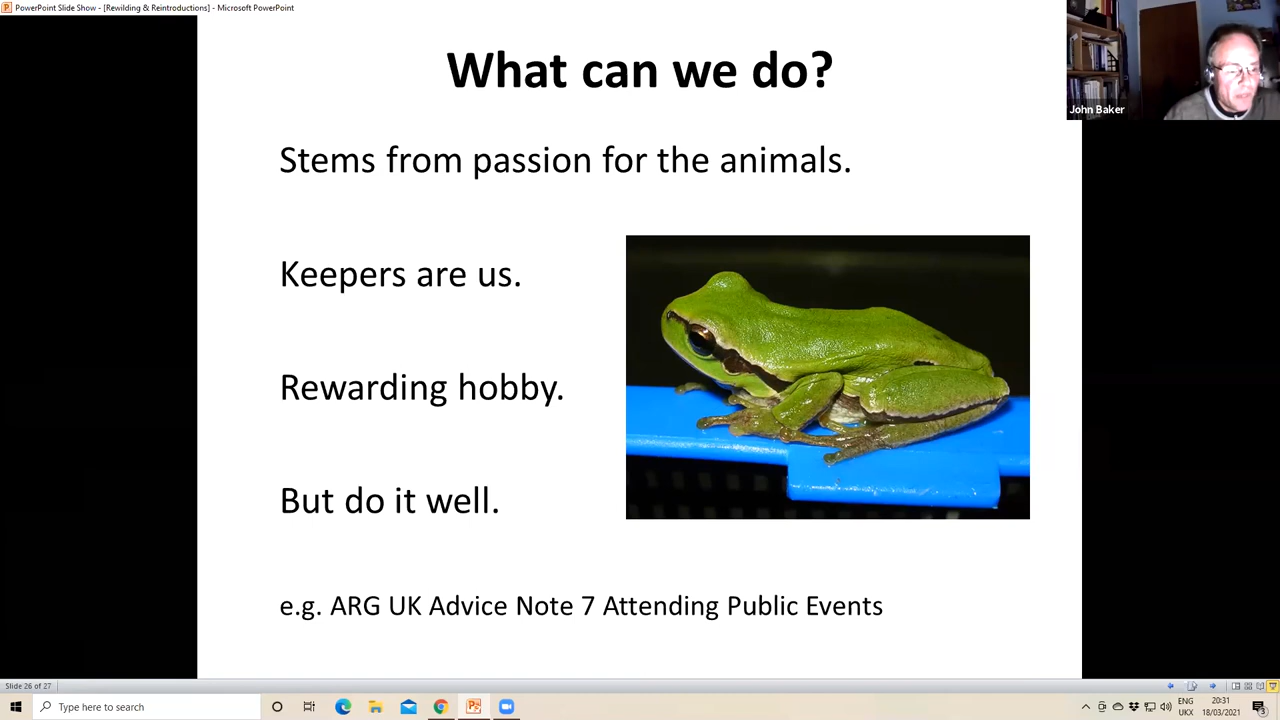 PowerPoint Slide Show - [Rewilding & Reintroductions] - Microsoft PowerPoint
What can we do?
John Baker
Stems from passion for the animals.
Keepers are us.
Rewarding hobby.
But do it well.
e.g. ARG UK Advice Note 7 Attending Public Events
Slide 26 of 27
Type here to search
ENG
UKX
20:31
18/03/2021
3